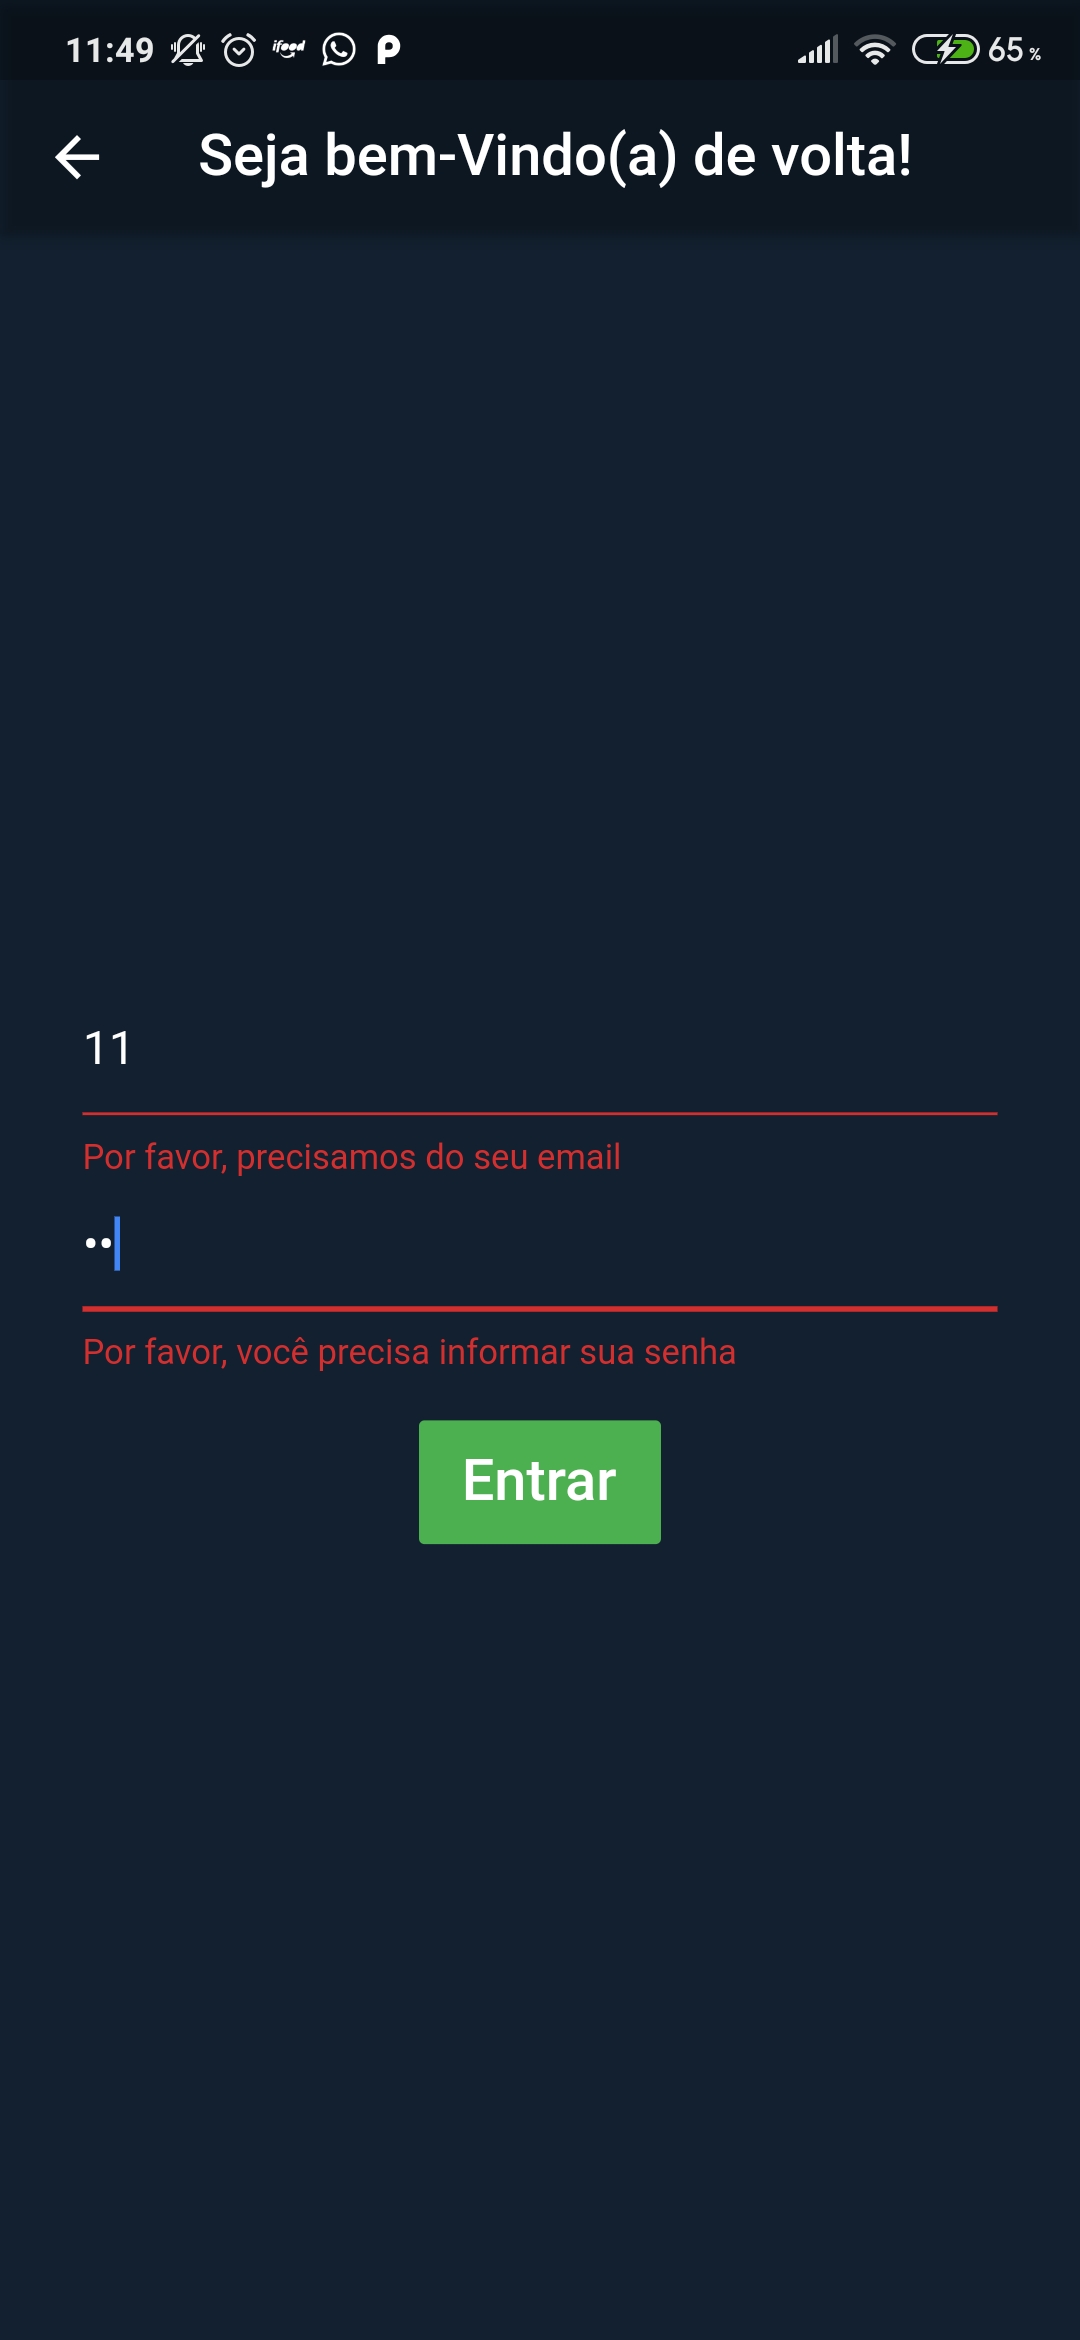 11:49 ifood 65 %
Seja bem-Vindo(a) de volta!
11
Por favor, precisamos do seu email
••
Por favor, você precisa informar sua senha
Entrar